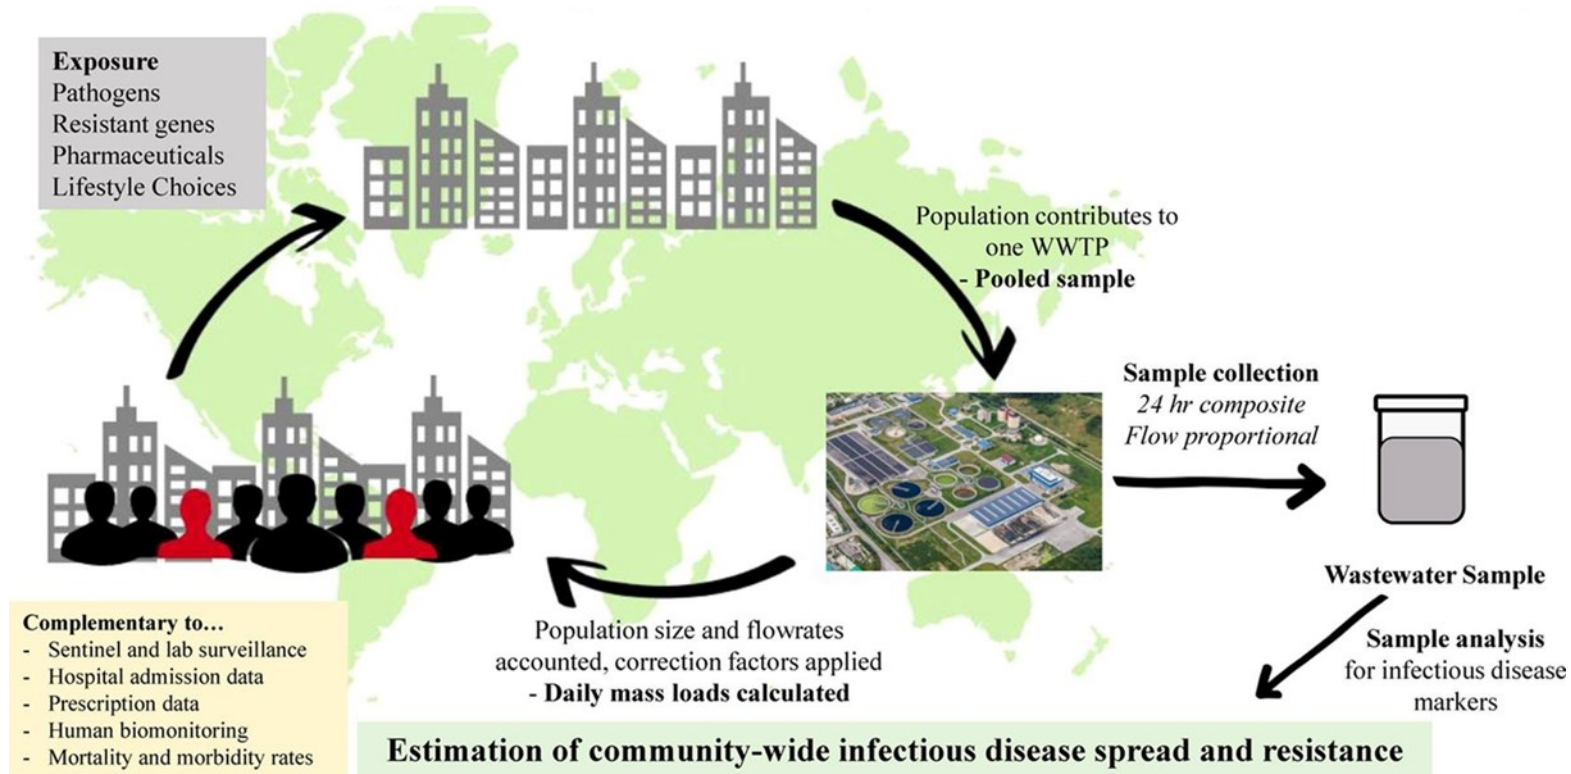 Exposure
Pathogens
Resistant genes
Pharmaceuticals
Lifestyle Choices
Population contributes to
one WWTP
- Pooled sample
Sample collection
24 hr composite
Flow proportional
Wastewater Sample
Sample analysis
for infectious disease
markers
Population size and flowrates
accounted, correction factors applied
- Daily mass loads calculated
Complementary to...
- Sentinel and lab surveillance
- Hospital admission data
- Prescription data
- Human biomonitoring
- Mortality and morbidity rates
Estimation of community-wide infectious disease spread and resistance